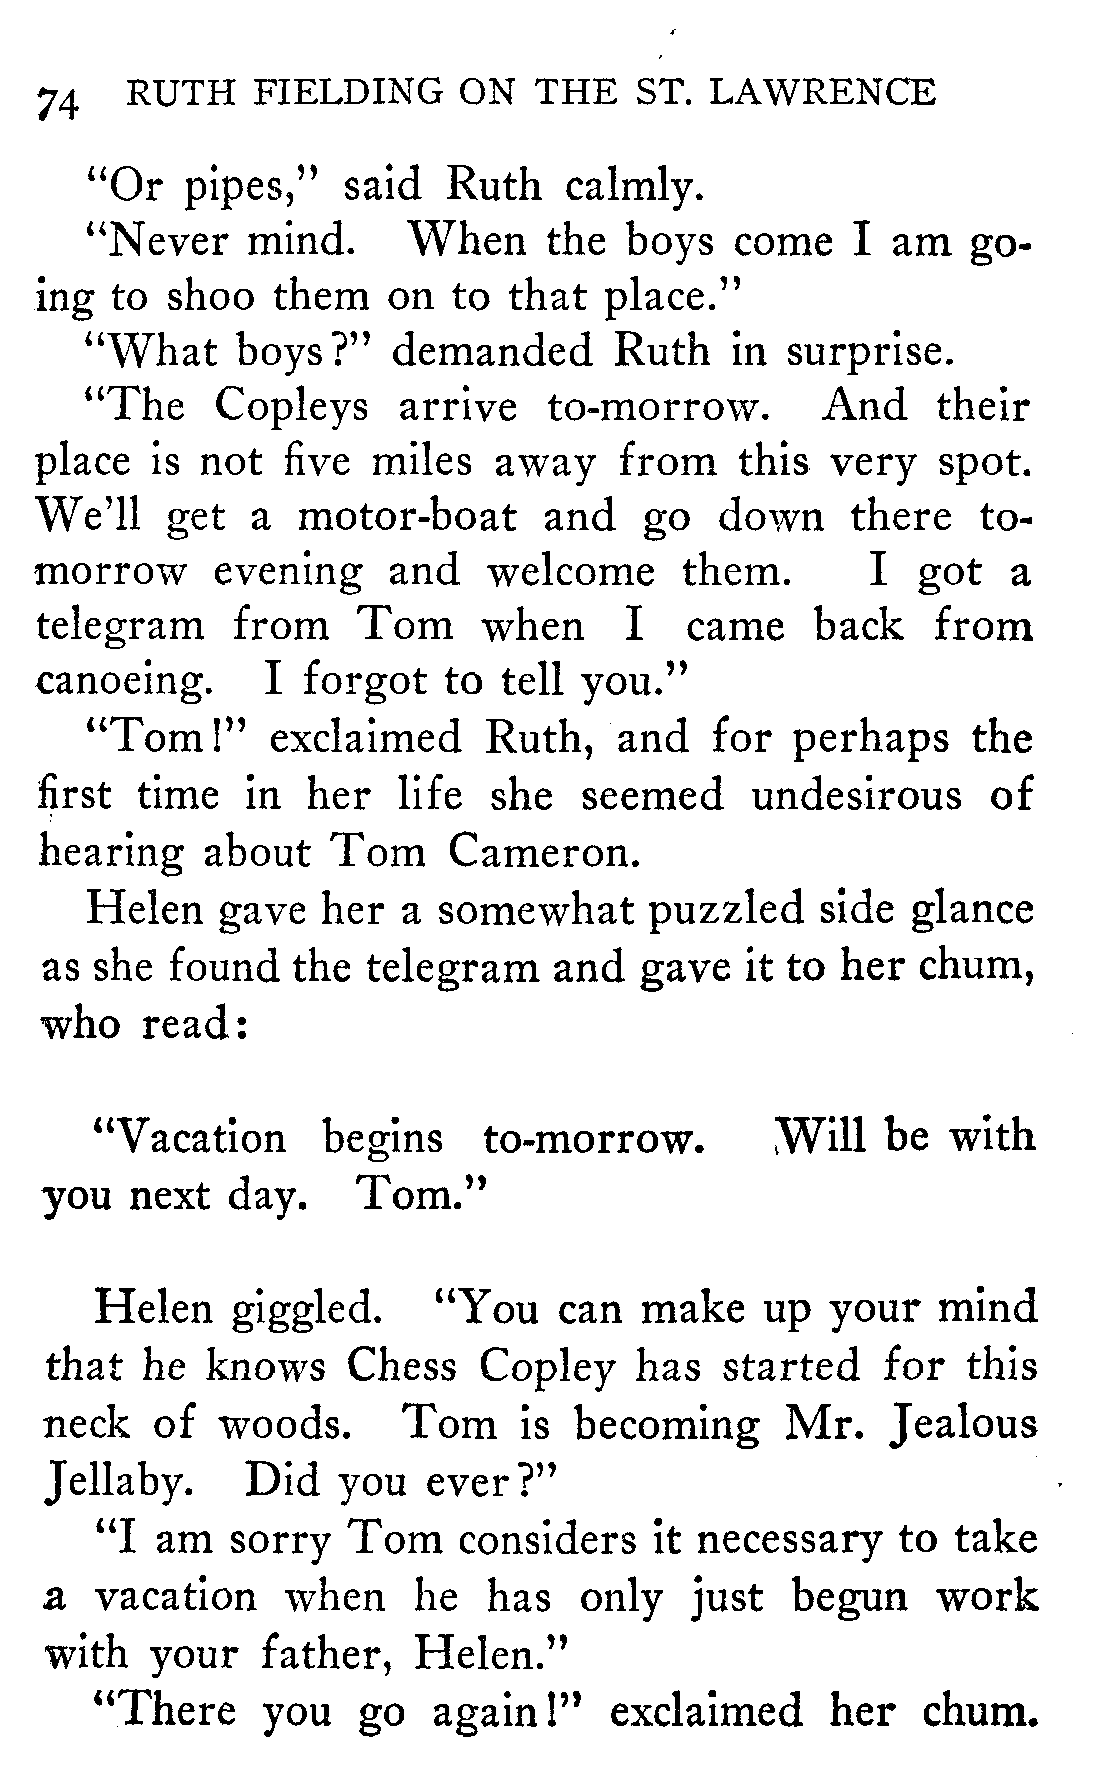 74 RUTH FIELDING ON THE ST. LAWRENCE
"Or pipes," said Ruth calmly.
"Never mind. When the boys come I am go-
ing to shoo them on to that place."
"What boys?" demanded Ruth in surprise.
"The Copleys arrive to-morrow. And their
place is not five miles away from this very spot.
We'll get a motor-boat and go down there to-
morrow evening and welcome them. I got a
telegram from Tom when I came back from
canoeing. I forgot to tell you."
"Tom!" exclaimed Ruth, and for perhaps the
first time in her life she seemed undesirous of
hearing about Tom Cameron.
Helen gave her a somewhat puzzled side glance
as she found the telegram and gave it to her chum,
who read:
"Vacation begins to-morrow. Will be with
you next day. Tom."
Helen giggled. "You can make up your mind
that he knows Chess Copley has started for this
neck of woods. Tom is becoming Mr. Jealous
Jellaby. Did you ever?"
"I am sorry Tom considers it necessary to take
a vacation when he has only just begun work
with your father, Helen."
"There you go again!" exclaimed her chum.